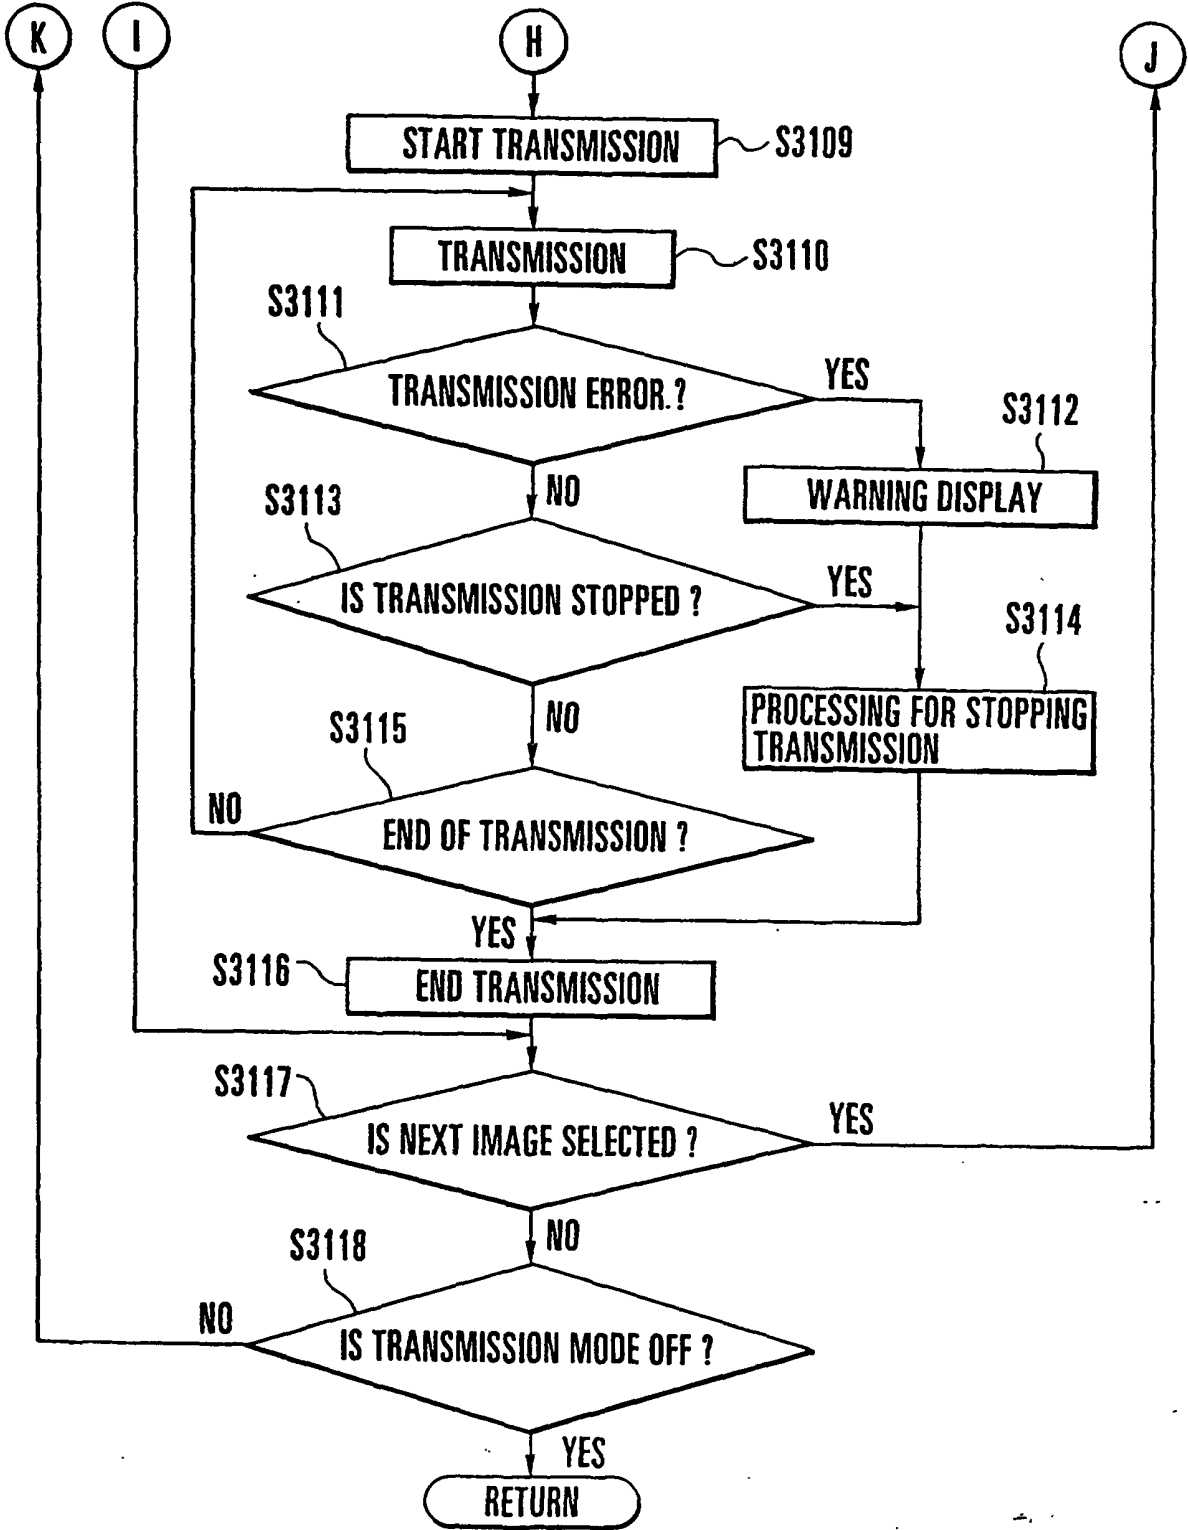 K
I
H
J
START TRANSMISSION
S3109
TRANSMISSION
S3110
S3111
TRANSMISSION ERROR.?
YES
S3112
WARNING DISPLAY
NO
S3113
IS TRANSMISSION STOPPED ?
YES
S3114
PROCESSING FOR STOPPING
TRANSMISSION
NO
S3115
NO
END OF TRANSMISSION ?
YES
S3116
END TRANSMISSION
S3117
IS NEXT IMAGE SELECTED ?
YES
NO
S3118
NO
IS TRANSMISSION MODE OFF ?
YES
RETURN